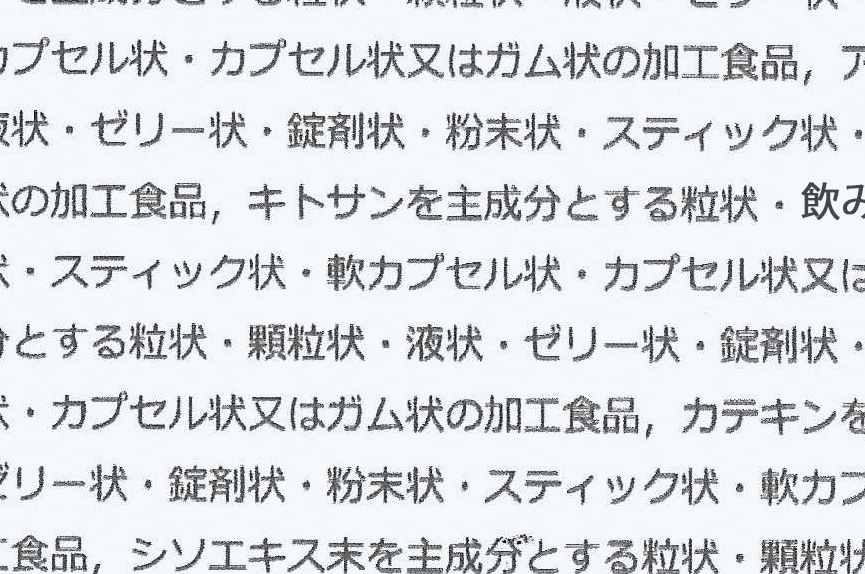 カプセル状・カプセル状又はガム状の加工食品，ア
液状・ゼリー状・錠剤状・粉末状・スティック状・
状の加工食品，キトサンを主成分とする粒状・飲み
状・スティック状・軟カプセル状・カプセル状又は
分とする粒状・顆粒状・液状・ゼリー状・錠剤状・
状・カプセル状又はガム状の加工食品，カテキンを
ゼリー状・錠剤状・粉末状・スティック状・軟カプ
工食品，シソエキス末を主成分とする粒状・顆粒状